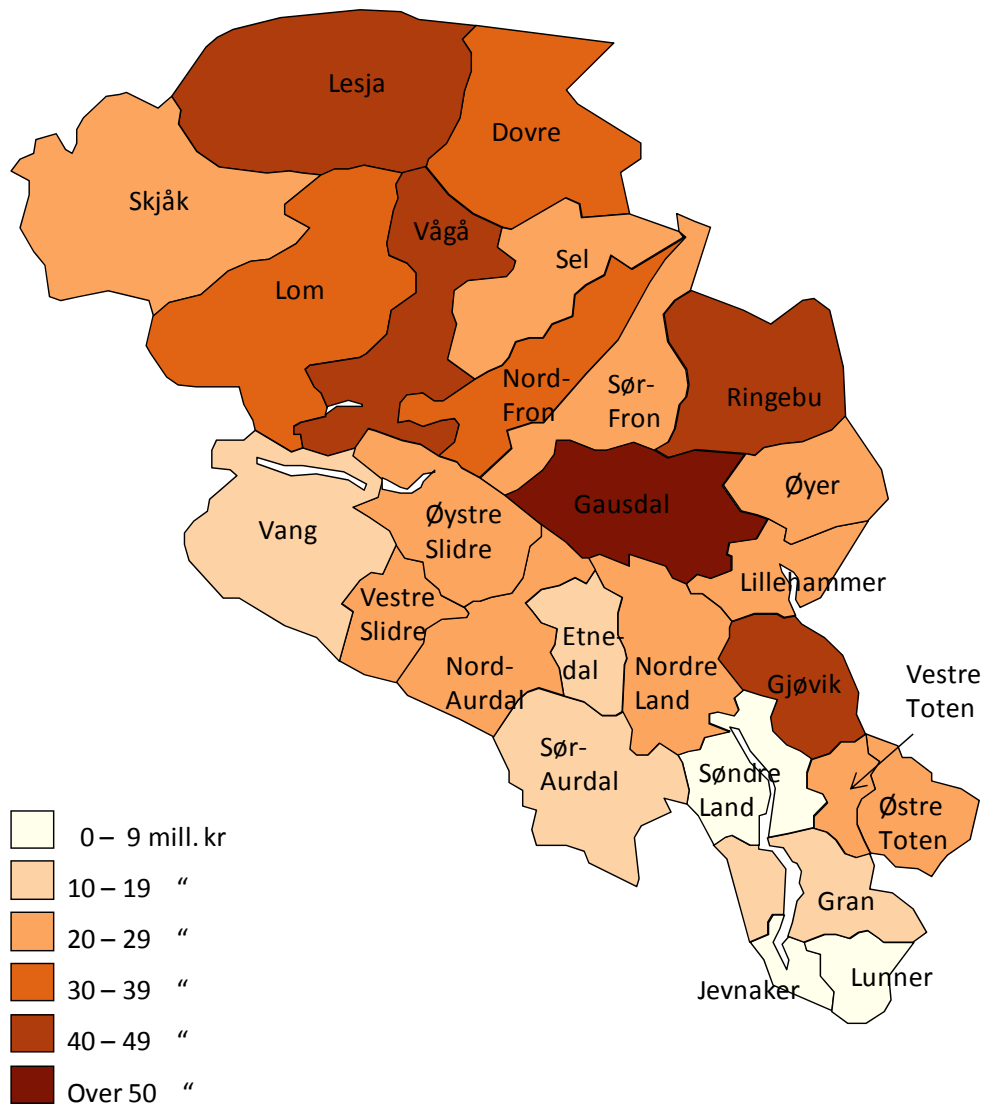 Lesja
Dovre
Skjåk
Vågå
Sel
Lom
Nord-
Fron
Sør-
Fron
Ringebu
Øyer
Gausdal
Vang
Øystre
Slidre
Lillehammer
Vestre
Slidre
Etne-
dal
Nord-
Aurdal
Nordre
Land
Gjøvik
Vestre
Toten
Sør-
Aurdal
Søndre
Land
Østre
Toten
Gran
Jevnaker
Lunner
0 – 9 mill. kr
10 – 19 “
20 – 29 “
30 – 39 “
40 – 49 “
Over 50 “